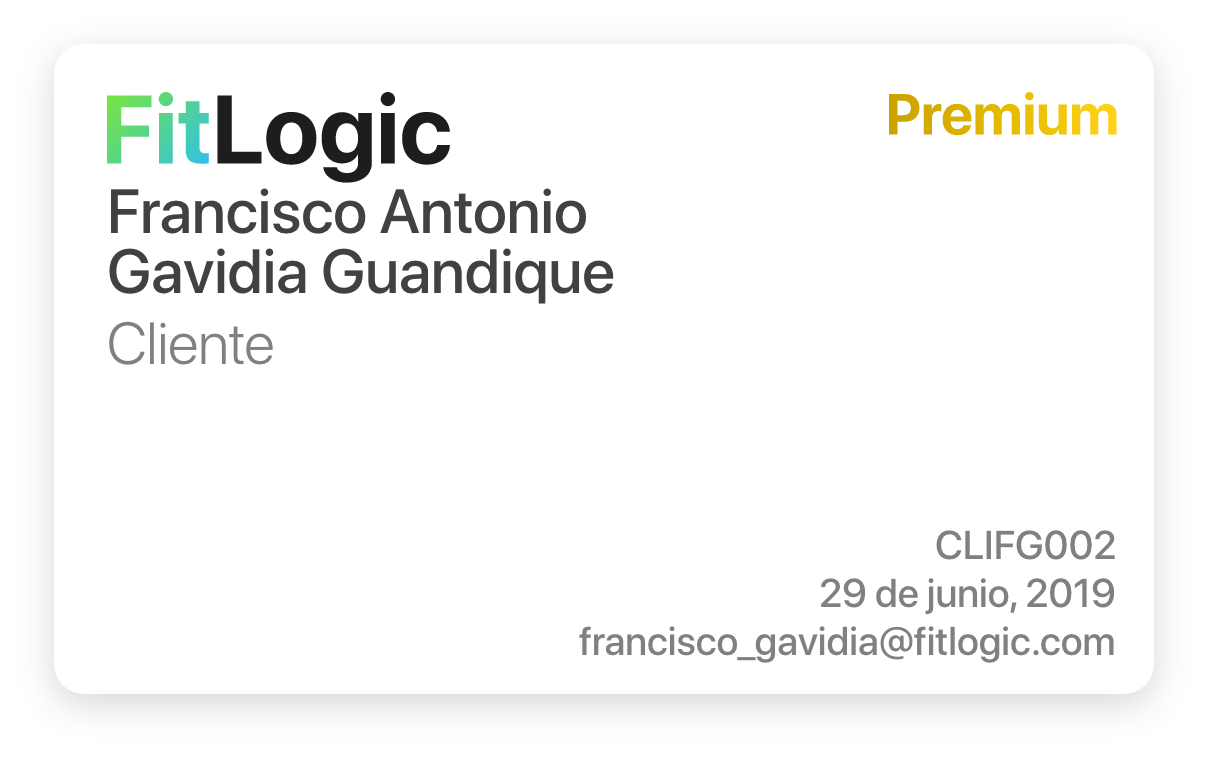 FitLogic
Premium
Francisco Antonio
Gavidia Guandique
Cliente
CLIFG002
29 de junio, 2019
francisco_gavidia@fitlogic.com